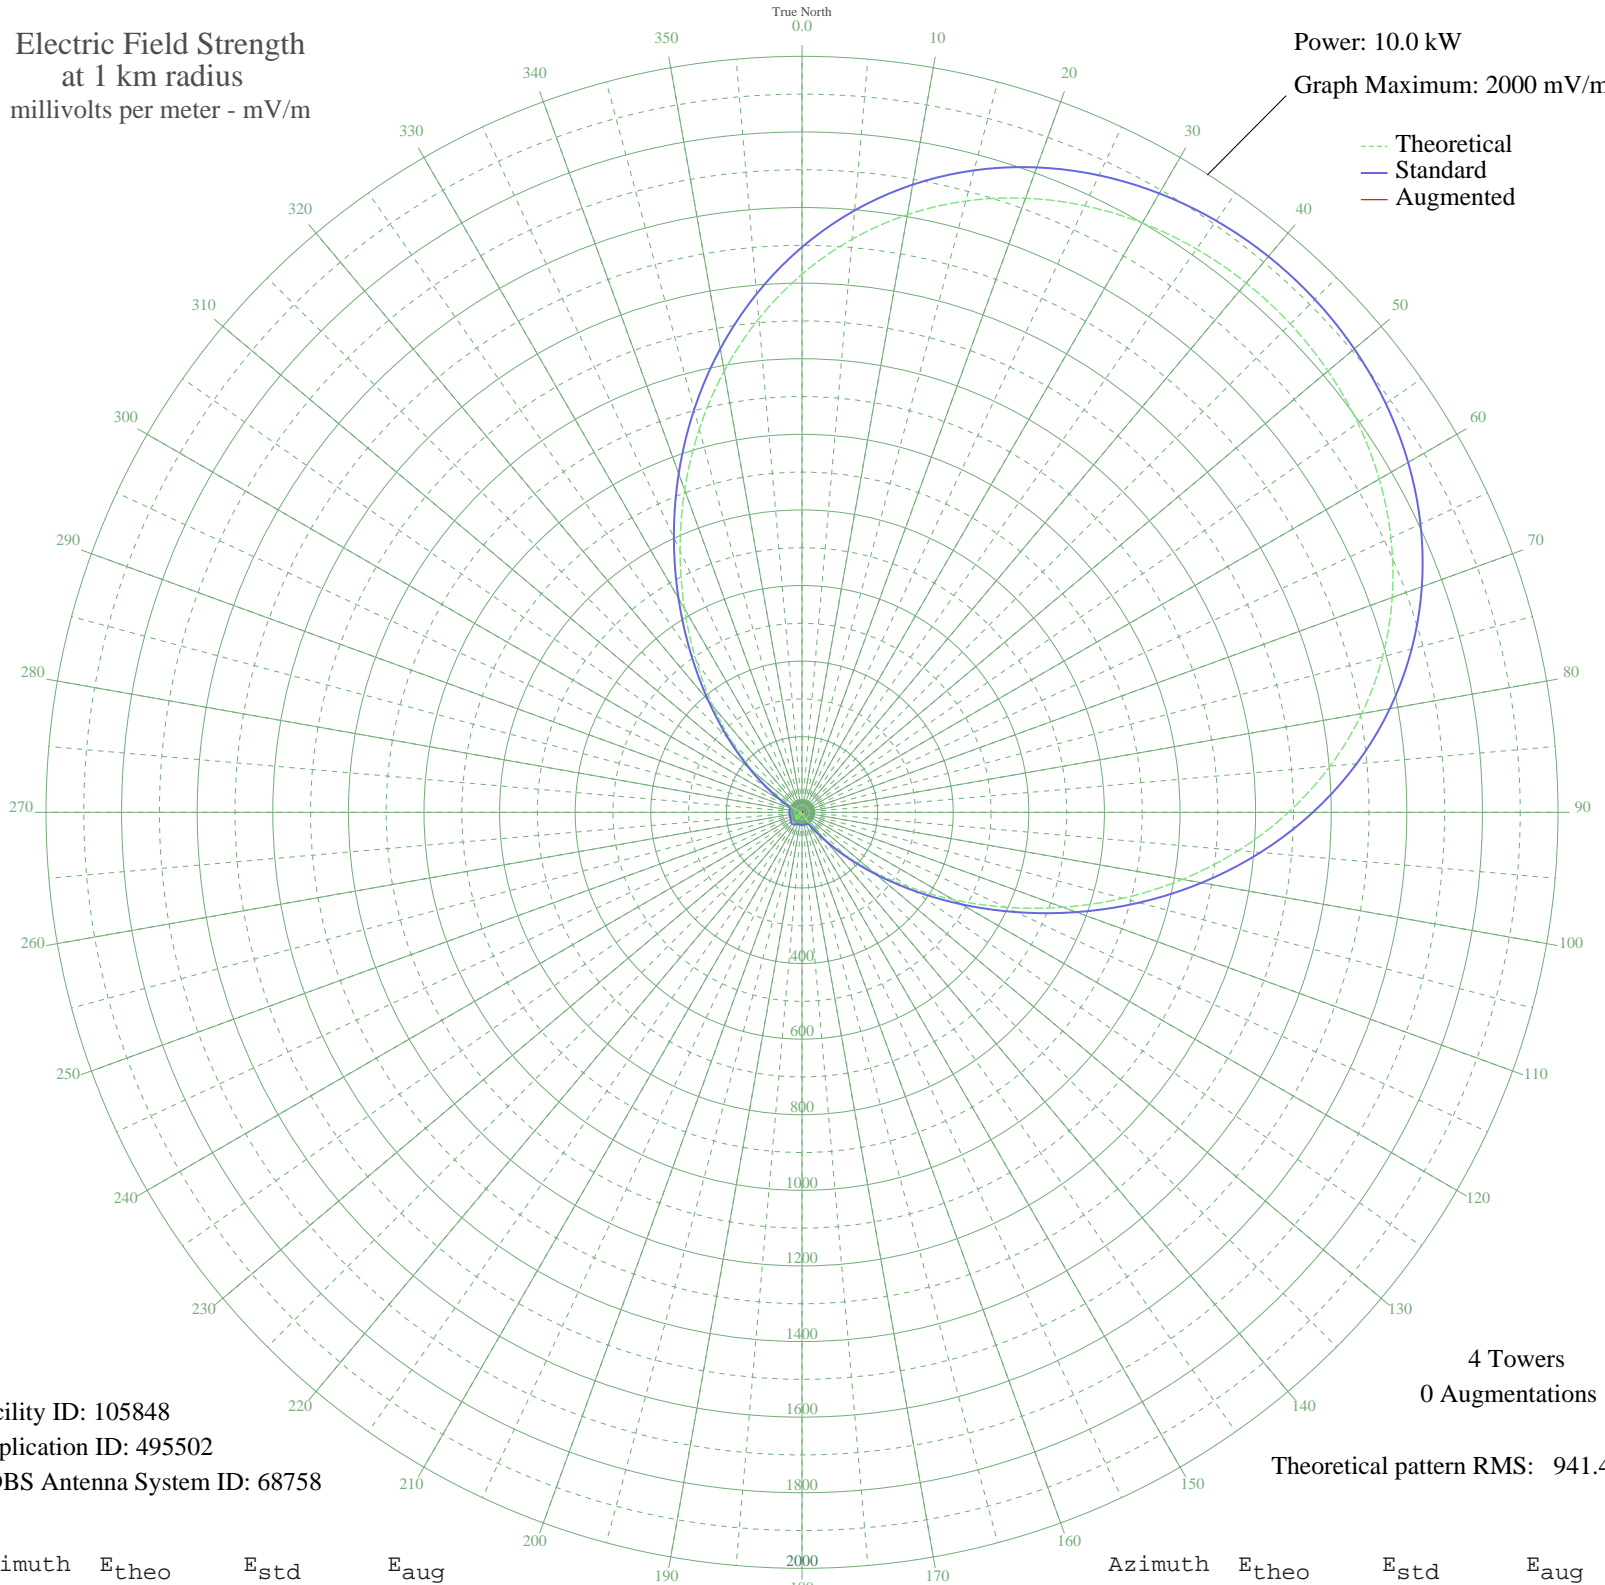 True North
0.0
Electric Field Strength
at 1 km radius
millivolts per meter - mV/m
Power: 10.0 kW
Graph Maximum: 2000 mV/m
Theoretical
Standard
Augmented
350
10
340
20
330
30
320
40
310
50
300
60
290
70
280
80
270
90
260
100
250
110
240
120
230
130
220
140
210
150
200
160
190
170
400
600
800
1000
1200
1400
1600
1800
2000
4 Towers
0 Augmentations
Theoretical pattern RMS: 941.4
cility ID: 105848
plication ID: 495502
DBS Antenna System ID: 68758
imuth Etheo Estd Eaug
Azimuth Etheo Estd Eaug